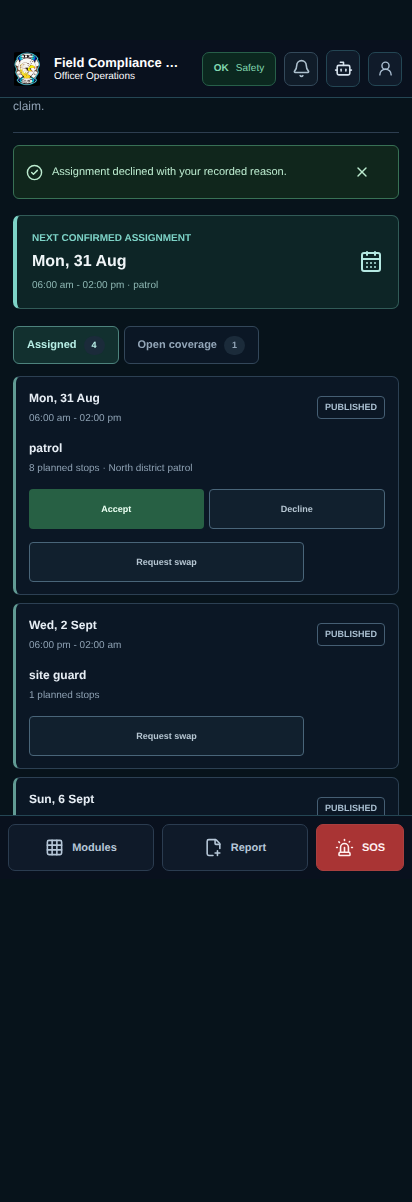 Field Compliance ...
Officer Operations
OK Safety
claim.
Assignment declined with your recorded reason.
NEXT CONFIRMED ASSIGNMENT
Mon, 31 Aug
06:00 am - 02:00 pm · patrol
Assigned 4
Open coverage 1
Mon, 31 Aug
PUBLISHED
06:00 am - 02:00 pm
patrol
8 planned stops · North district patrol
Accept
Decline
Request swap
Wed, 2 Sept
PUBLISHED
06:00 pm - 02:00 am
site guard
1 planned stops
Request swap
Sun, 6 Sept
PUBLISHED
Modules
Report
SOS